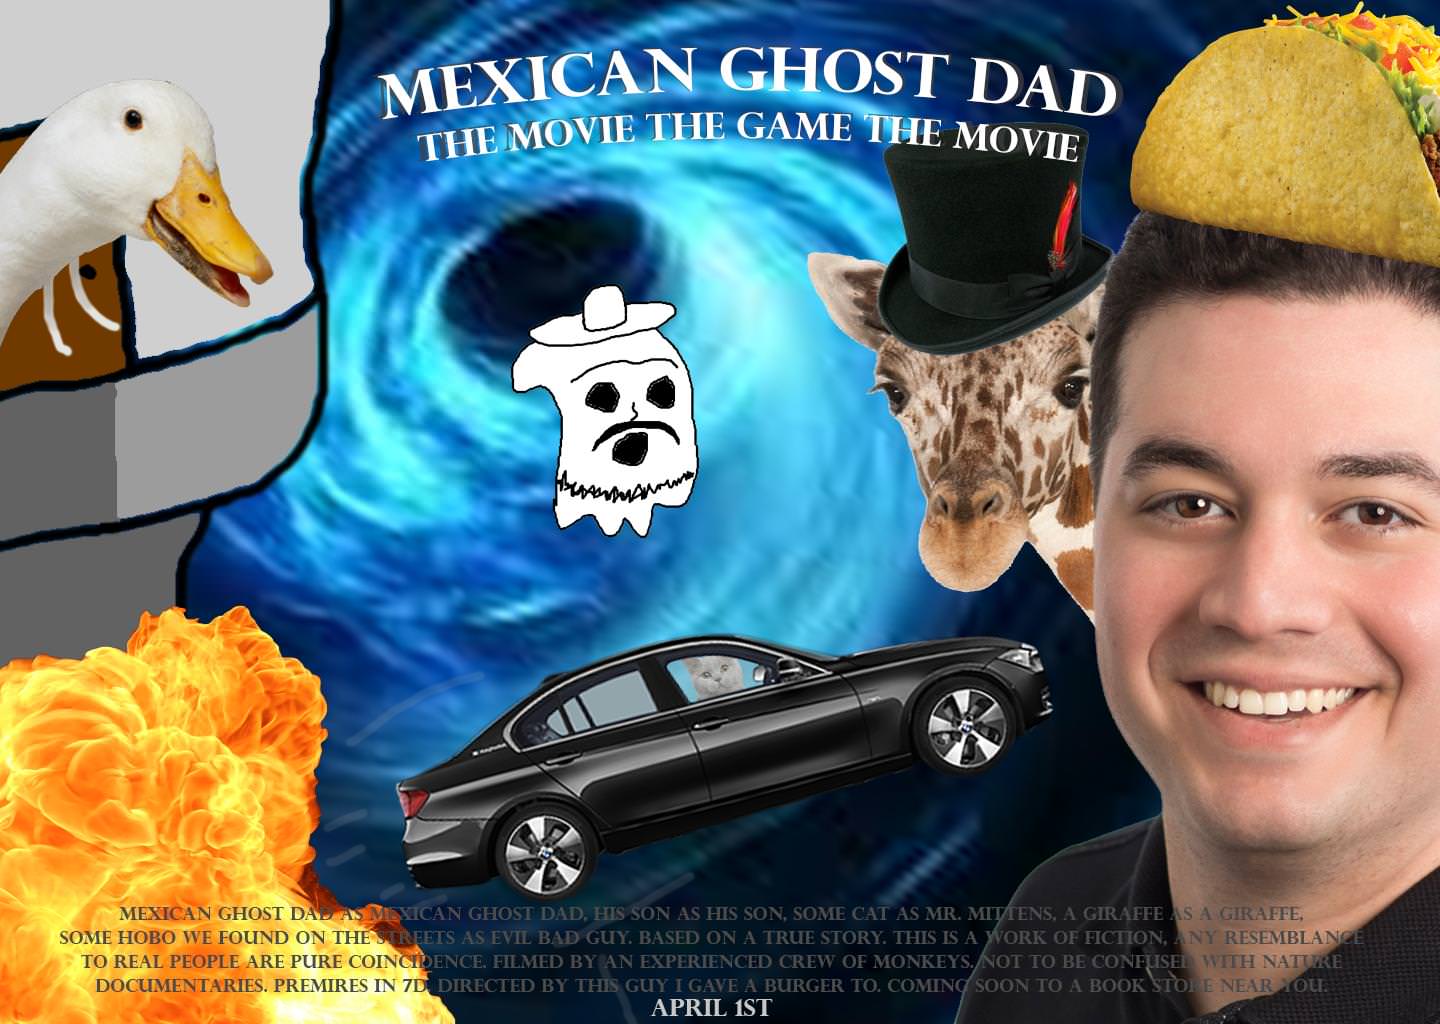 MEXICAN GHOST DAD
THE MOVIE THE GAME THE MOVIE
MEXICAN GHOST DAD AS MEXICAN GHOST DAD, HIS SON AS HIS SON, SOME CAT AS MR. MITTENS, A GIRAFFE AS A GIRAFFE,
SOME HOBO WE FOUND ON THE STREETS AS EVIL BAD GUY. BASED ON A TRUE STORY. THIS IS A WORK OF FICTION, ANY RESEMBLANCE
TO REAL PEOPLE ARE PURE COINCIDENCE. FILMED BY AN EXPERIENCED CREW OF MONKEYS. NOT TO BE CONFUSED WITH NATURE
DOCUMENTARIES. PREMIRES IN 7D. DIRECTED BY THIS GUY I GAVE A BURGER TO. COMING SOON TO A BOOK STORE NEAR YOU.
APRIL 1ST